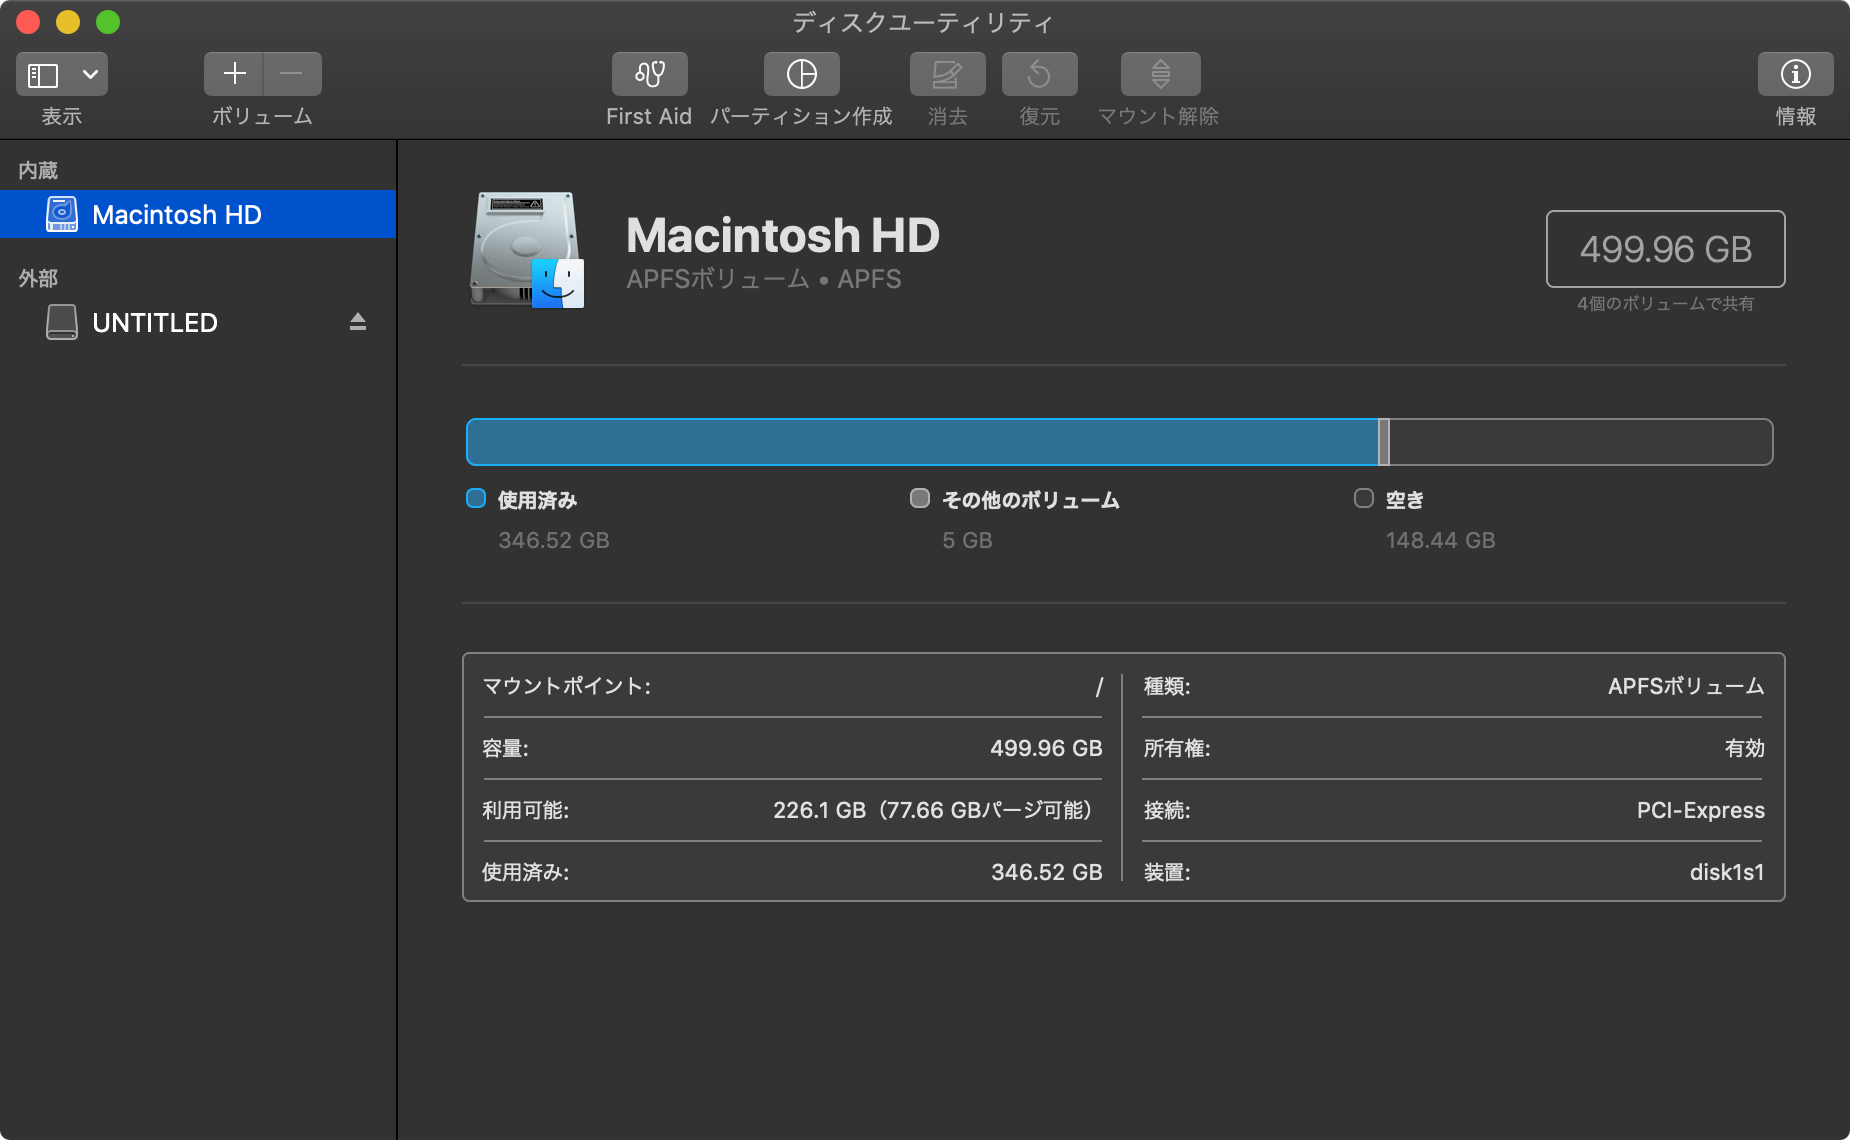 ディスクユーティリティ
表示
ボリューム
First Aid
パーティション作成
消去
復元
マウント解除
情報
内蔵
Macintosh HD
外部
UNTITLED
Macintosh HD
APFSボリューム • APFS
499.96 GB
4個のボリュームで共有
使用済み
346.52 GB
その他のボリューム
5 GB
空き
148.44 GB
マウントポイント: /
容量: 499.96 GB
利用可能: 226.1 GB（77.66 GBパージ可能）
使用済み: 346.52 GB
種類: APFSボリューム
所有権: 有効
接続: PCI-Express
装置: disk1s1